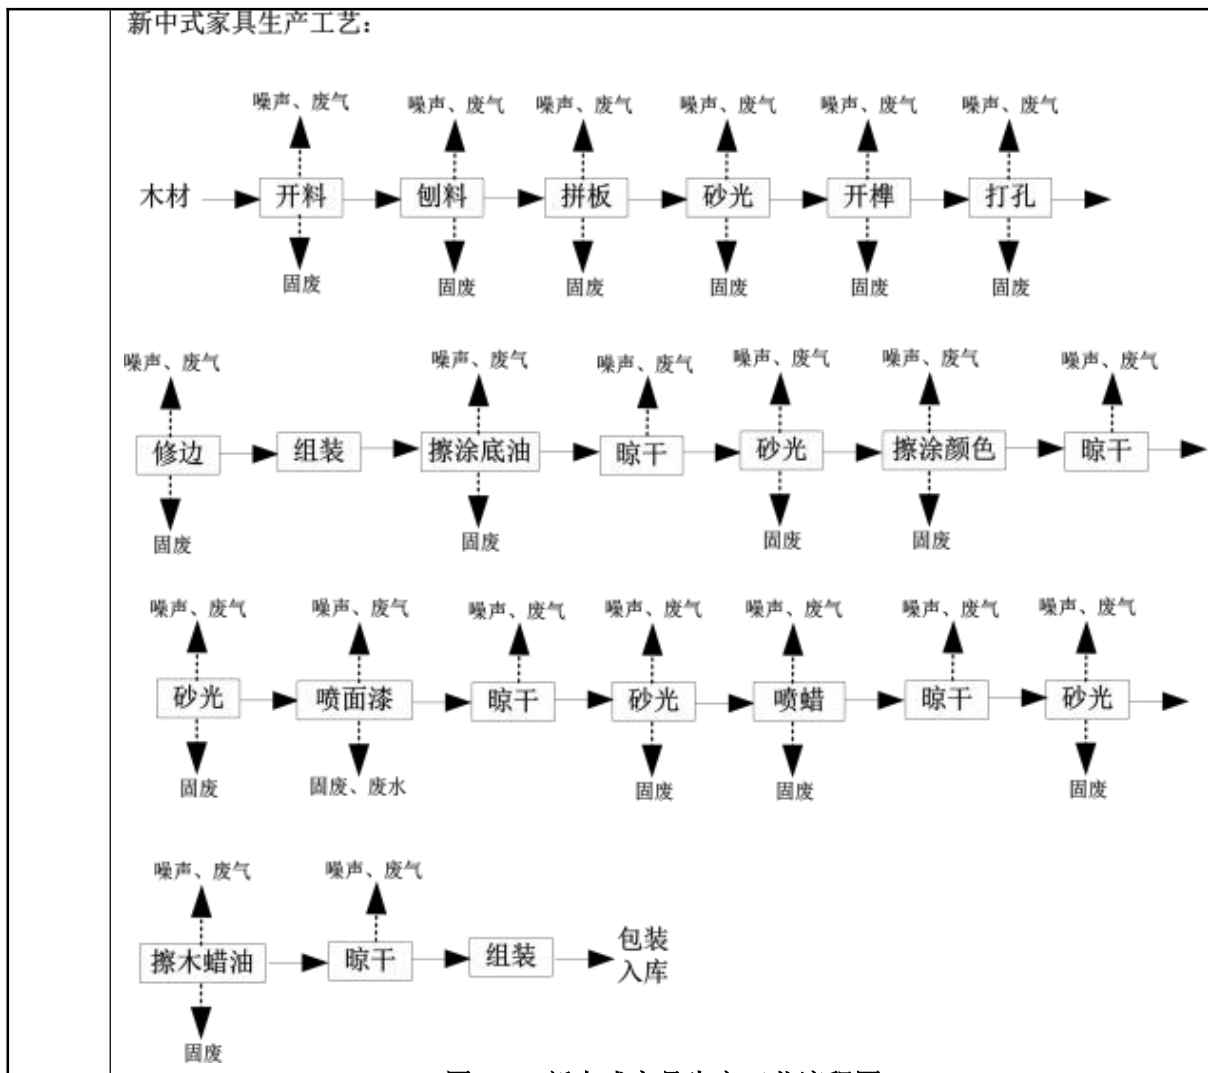 新中式家具生产工艺：
噪声、废气 噪声、废气 噪声、废气 噪声、废气 噪声、废气 噪声、废气
木材 开料 刨料 拼板 砂光 开榫 打孔
固废 固废 固废 固废 固废 固废
噪声、废气 噪声、废气 噪声、废气 噪声、废气 噪声、废气 噪声、废气
修边 组装 擦涂底油 晾干 砂光 擦涂颜色 晾干
固废 固废 固废 固废
噪声、废气 噪声、废气 噪声、废气 噪声、废气 噪声、废气 噪声、废气 噪声、废气
砂光 喷面漆 晾干 砂光 喷蜡 晾干 砂光
固废 固废、废水 固废 固废 固废
噪声、废气 噪声、废气
擦木蜡油 晾干 组装 包装
入库
固废